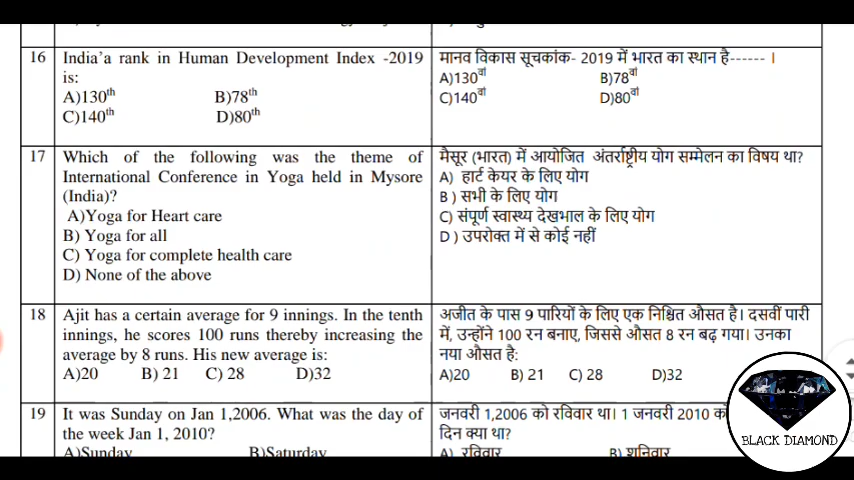 16 India'a rank in Human Development Index -2019
is:
A)130th B)78th
C)140th D)80th
मानव विकास सूचकांक- 2019 में भारत का स्थान है------ ।
A)130वां B)78वां
C)140वां D)80वां
17 Which of the following was the theme of
International Conference in Yoga held in Mysore
(India)?
A)Yoga for Heart care
B) Yoga for all
C) Yoga for complete health care
D) None of the above
मैसूर (भारत) में आयोजित अंतर्राष्ट्रीय योग सम्मेलन का विषय था?
A) हार्ट केयर के लिए योग
B ) सभी के लिए योग
C) संपूर्ण स्वास्थ्य देखभाल के लिए योग
D ) उपरोक्त में से कोई नहीं
18 Ajit has a certain average for 9 innings. In the tenth
innings, he scores 100 runs thereby increasing the
average by 8 runs. His new average is:
A)20 B) 21 C) 28 D)32
अजीत के पास 9 पारियों के लिए एक निश्चित औसत है। दसवीं पारी
में, उन्होंने 100 रन बनाए, जिससे औसत 8 रन बढ़ गया। उनका
नया औसत है:
A)20 B) 21 C) 28 D)32
19 It was Sunday on Jan 1,2006. What was the day of
the week Jan 1, 2010?
A)Sunday B)Saturday
जनवरी 1,2006 को रविवार था। 1 जनवरी 2010 को
दिन क्या था?
A) रविवार B) शनिवार
BLACK DIAMOND